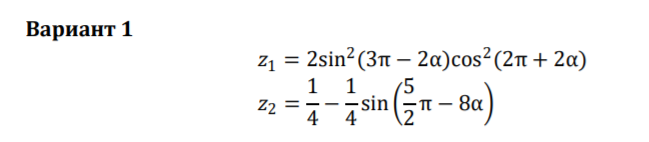 Вариант 1
z₁ = 2sin²(3π − 2α)cos²(2π + 2α)
z₂ = 1/4 − 1/4 sin(5/2 π − 8α)